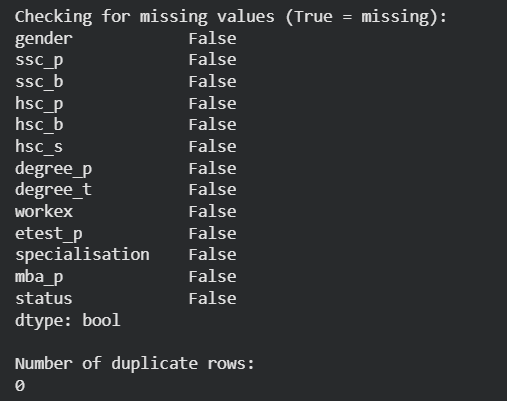 Checking for missing values (True = missing):
gender False
ssc_p False
ssc_b False
hsc_p False
hsc_b False
hsc_s False
degree_p False
degree_t False
workex False
etest_p False
specialisation False
mba_p False
status False
dtype: bool
Number of duplicate rows:
0